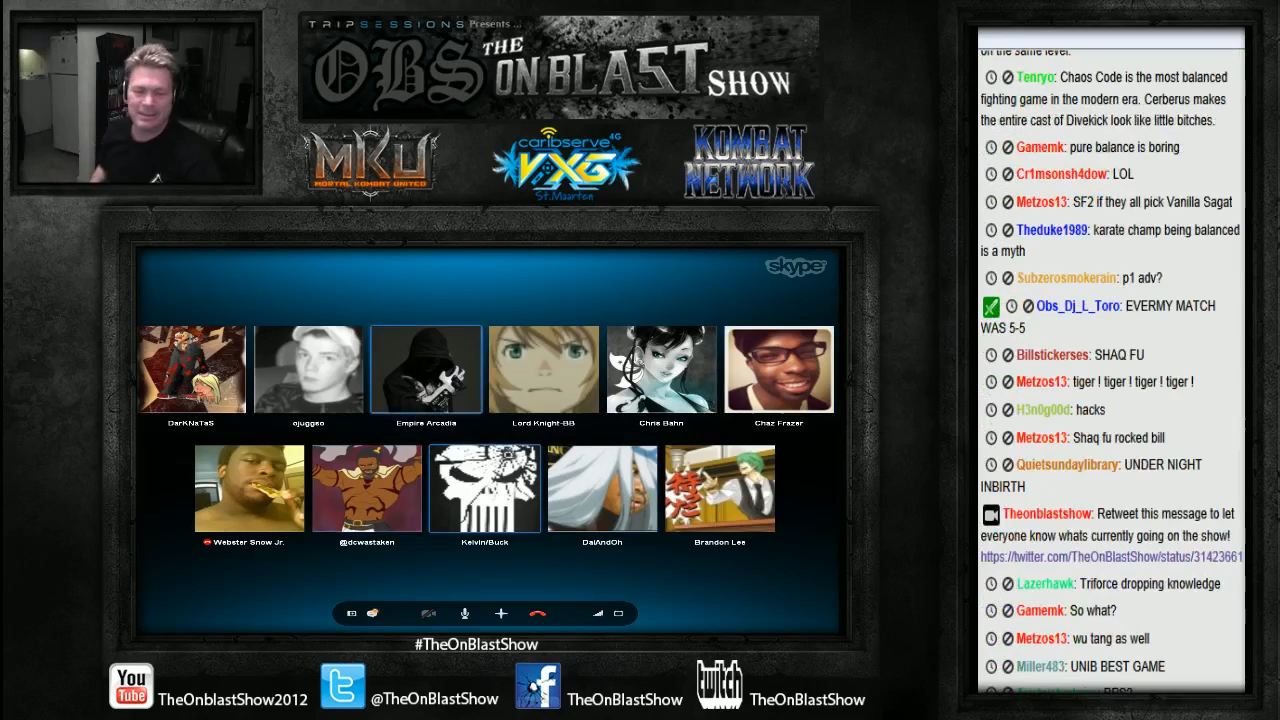 TRIPSESSIONS Presents ...
OBS THE ON BLAST SHOW
MKU
MORTAL KOMBAT UNITED
caribserve 4G
VXG
St.Maarten
KOMBAT
NETWORK
skype
DarKNaTaS
ojuggso
Empire Arcadia
Lord Knight-BB
Chris Bahn
Chaz Frazer
Webster Snow Jr.
@dcwastaken
Kelvin/Buck
DaiAndOh
Brandon Lee
#TheOnBlastShow
You
Tube
TheOnblastShow2012
@TheOnBlastShow
TheOnBlastShow
twitch
TheOnBlastShow
on the same level.
Tenryo: Chaos Code is the most balanced
fighting game in the modern era. Cerberus makes
the entire cast of Divekick look like little bitches.
Gamemk: pure balance is boring
Cr1msonsh4dow: LOL
Metzos13: SF2 if they all pick Vanilla Sagat
Theduke1989: karate champ being balanced
is a myth
Subzerosmokerain: p1 adv?
Obs_Dj_L_Toro: EVERMY MATCH
WAS 5-5
Billstickerses: SHAQ FU
Metzos13: tiger ! tiger ! tiger ! tiger !
H3n0g00d: hacks
Metzos13: Shaq fu rocked bill
Quietsundaylibrary: UNDER NIGHT
INBIRTH
Theonblastshow: Retweet this message to let
everyone know whats currently going on the show!
https://twitter.com/TheOnBlastShow/status/31423661
Lazerhawk: Triforce dropping knowledge
Gamemk: So what?
Metzos13: wu tang as well
Miller483: UNIB BEST GAME